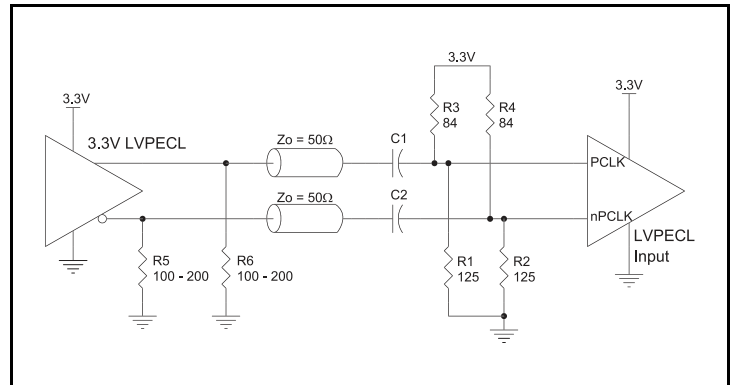 3.3V
3.3V LVPECL
Zo = 50Ω
Zo = 50Ω
R5
100 - 200
R6
100 - 200
C1
C2
3.3V
R3
84
R4
84
R1
125
R2
125
3.3V
PCLK
nPCLK
LVPECL
Input